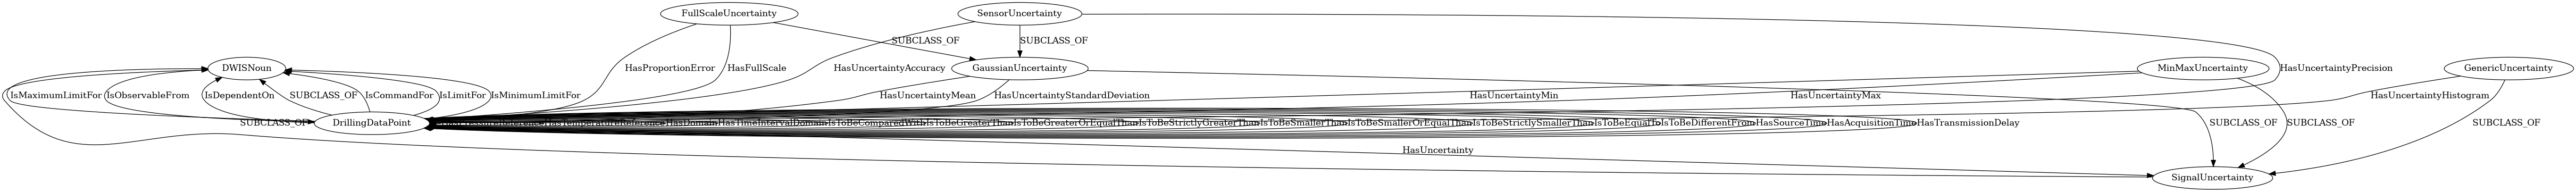 FullScaleUncertainty
SensorUncertainty
SUBCLASS_OF
SUBCLASS_OF
DWISNoun
HasProportionError
HasFullScale
HasUncertaintyAccuracy
GaussianUncertainty
MinMaxUncertainty
HasUncertaintyPrecision
GenericUncertainty
IsMaximumLimitFor
IsObservableFrom
IsDependentOn
SUBCLASS_OF
IsCommandFor
IsLimitFor
IsMinimumLimitFor
HasUncertaintyMean
HasUncertaintyStandardDeviation
HasUncertaintyMin
HasUncertaintyMax
HasUncertaintyHistogram
SUBCLASS_OF
DrillingDataPoint
HasDomain
HasTimeIntervalDomain
IsToBeComparedWith
IsToBeGreaterThan
IsToBeGreaterOrEqualThan
IsToBeStrictlyGreaterThan
IsToBeSmallerThan
IsToBeSmallerOrEqualThan
IsToBeStrictlySmallerThan
IsToBeEqualTo
IsToBeDifferentFrom
HasSourceTime
HasAcquisitionTime
HasTransmissionDelay
SUBCLASS_OF
SUBCLASS_OF
SUBCLASS_OF
HasUncertainty
SignalUncertainty